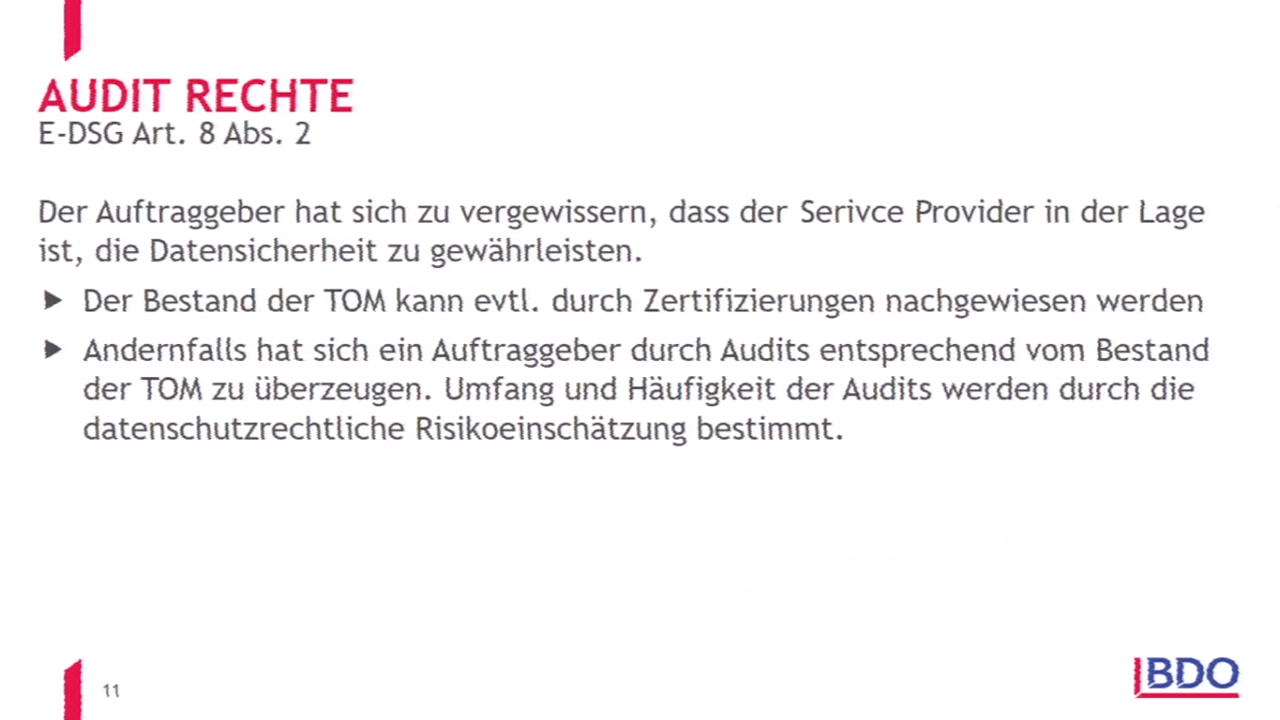 AUDIT RECHTE
E-DSG Art. 8 Abs. 2
Der Auftraggeber hat sich zu vergewissern, dass der Serivce Provider in der Lage
ist, die Datensicherheit zu gewährleisten.
Der Bestand der TOM kann evtl. durch Zertifizierungen nachgewiesen werden
Andernfalls hat sich ein Auftraggeber durch Audits entsprechend vom Bestand
der TOM zu überzeugen. Umfang und Häufigkeit der Audits werden durch die
datenschutzrechtliche Risikoeinschätzung bestimmt.
11
BDO